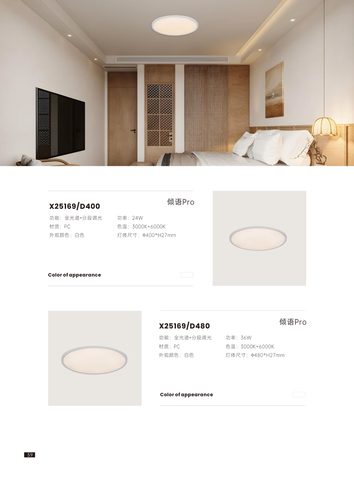 X25169/D400
倾语Pro
功能：全光谱+分段调光
功率：24W
材质：PC
色温：3000K+6000K
外观颜色：白色
灯体尺寸：Φ400*H27mm
Color of appearance
X25169/D480
倾语Pro
功能：全光谱+分段调光
功率：36W
材质：PC
色温：3000K+6000K
外观颜色：白色
灯体尺寸：Φ480*H27mm
Color of appearance
59